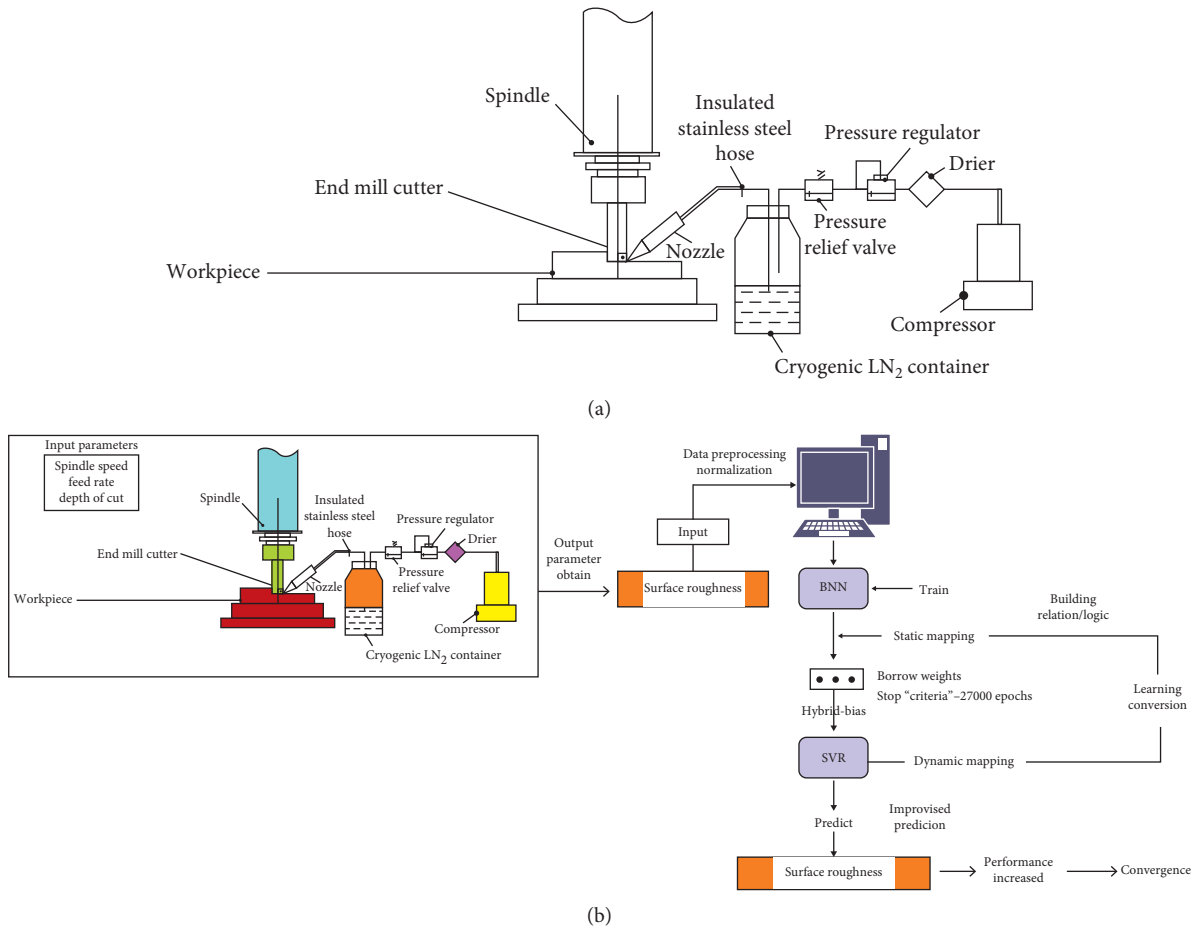 Spindle
Insulated
stainless steel
hose
Pressure regulator
Drier
End mill cutter
Pressure
relief valve
Nozzle
Workpiece
Compressor
Cryogenic LN₂ container
(a)
Input parameters
Spindle speed
feed rate
depth of cut
Spindle
Insulated
stainless steel
hose
Pressure regulator
Drier
End mill cutter
Nozzle
Pressure
relief valve
Workpiece
Compressor
Cryogenic LN₂ container
Output
parameter
obtain
Surface roughness
Input
Data preprocessing
normalization
BNN
Train
Building
relation/logic
Static mapping
Borrow weights
Stop “criteria”–27000 epochs
Learning
conversion
Hybrid-bias
SVR
Dynamic mapping
Predict
Improvised
predicion
Surface roughness
Performance
increased
Convergence
(b)